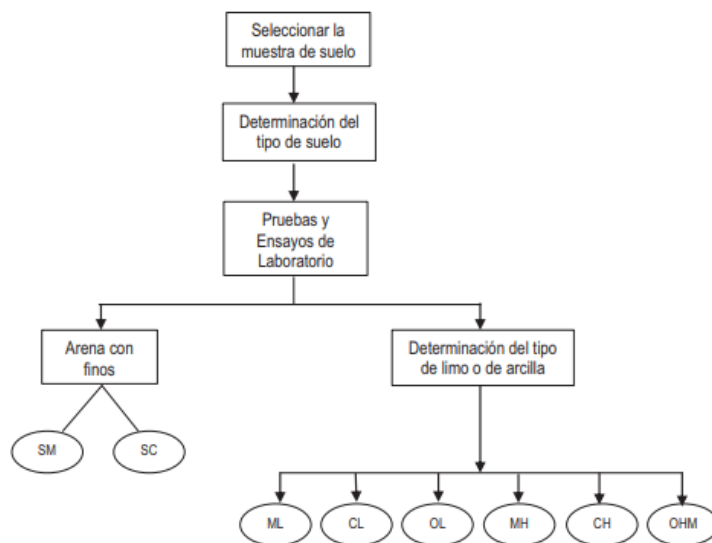 Seleccionar la
muestra de suelo
Determinación del
tipo de suelo
Pruebas y
Ensayos de
Laboratorio
Arena con
finos
Determinación del tipo
de limo o de arcilla
SM
SC
ML
CL
OL
MH
CH
OHM